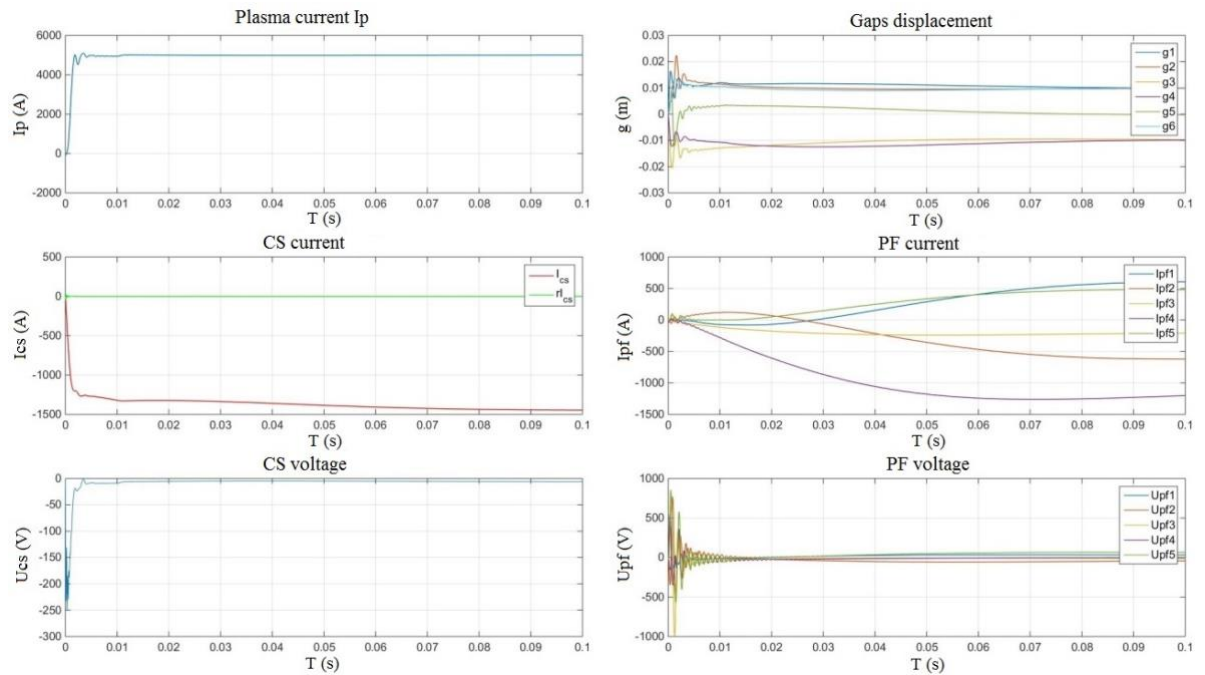 Plasma current Ip
6000
4000
2000
0
-2000
Ip (A)
0 0.01 0.02 0.03 0.04 0.05 0.06 0.07 0.08 0.09 0.1
T (s)
Gaps displacement
0.03
0.02
0.01
0
-0.01
-0.02
-0.03
g (m)
g1
g2
g3
g4
g5
g6
0 0.01 0.02 0.03 0.04 0.05 0.06 0.07 0.08 0.09 0.1
T (s)
CS current
500
0
-500
-1000
-1500
Ics (A)
I_cs
rI_cs
0 0.01 0.02 0.03 0.04 0.05 0.06 0.07 0.08 0.09 0.1
T (s)
PF current
1000
500
0
-500
-1000
-1500
Ipf (A)
Ipf1
Ipf2
Ipf3
Ipf4
Ipf5
0 0.01 0.02 0.03 0.04 0.05 0.06 0.07 0.08 0.09 0.1
T (s)
CS voltage
0
-50
-100
-150
-200
-250
-300
Ucs (V)
0 0.01 0.02 0.03 0.04 0.05 0.06 0.07 0.08 0.09 0.1
T (s)
PF voltage
1000
500
0
-500
-1000
Upf (V)
Upf1
Upf2
Upf3
Upf4
Upf5
0 0.01 0.02 0.03 0.04 0.05 0.06 0.07 0.08 0.09 0.1
T (s)